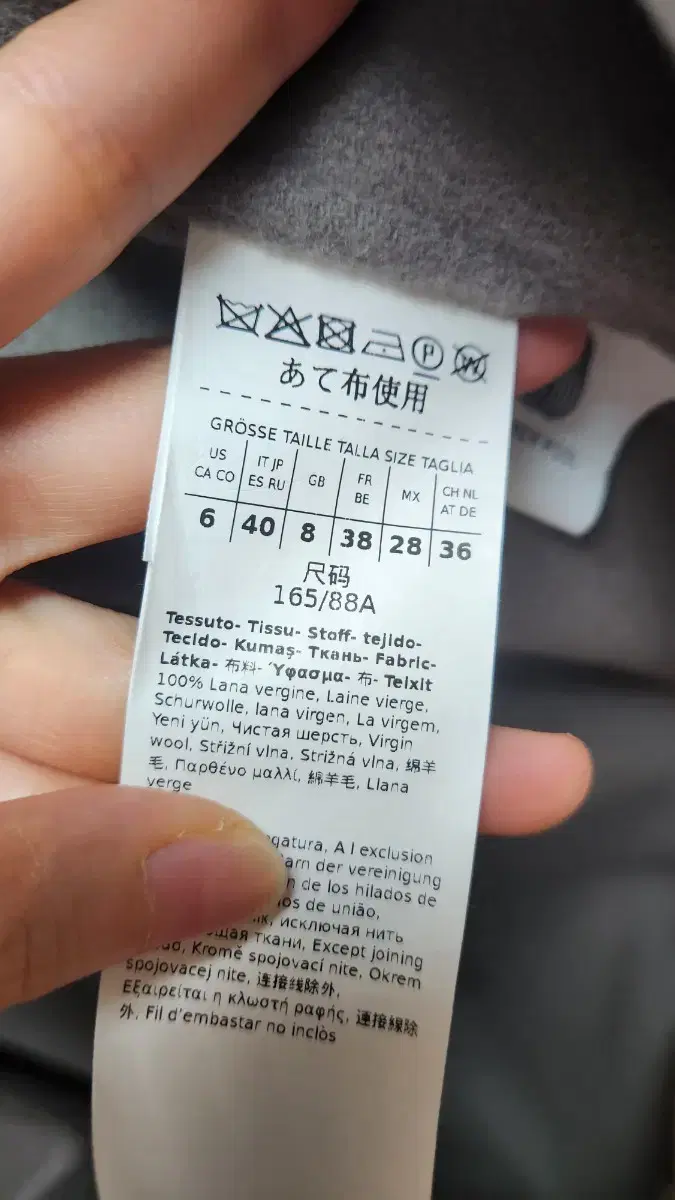 あて布使用
GRÖSSE TAILLE TALLA SIZE TAGLIA
US CA CO IT JP ES RU GB FR BE MX CH NL AT DE
6 40 8 38 28 36
尺码
165/88A
Tessuto- Tissu- Stoff- tejido-
Tecido- Kumaş- Ткань- Fabric-
Látka- 布料- Ύφασμα- 布- Teixit
100% Lana vergine, Laine vierge,
Schurwolle, lana virgen, La virgem,
Yeni yün, Чистая шерсть, Virgin
wool, Střižní vlna, Strižná vlna, 綿羊
毛, Παρθένο μαλλί, 綿羊毛, Llana
verge
A l exclusion
der vereinigung
de los hilados de
de união,
исключая нить
ткани, Except joining
Kromě spojovací nite, Okrem
spojovacej nite, 连接线除外,
Εξαιρείται η κλωστή ραφής, 連接線除
外, Fil d'embastar no inclòs